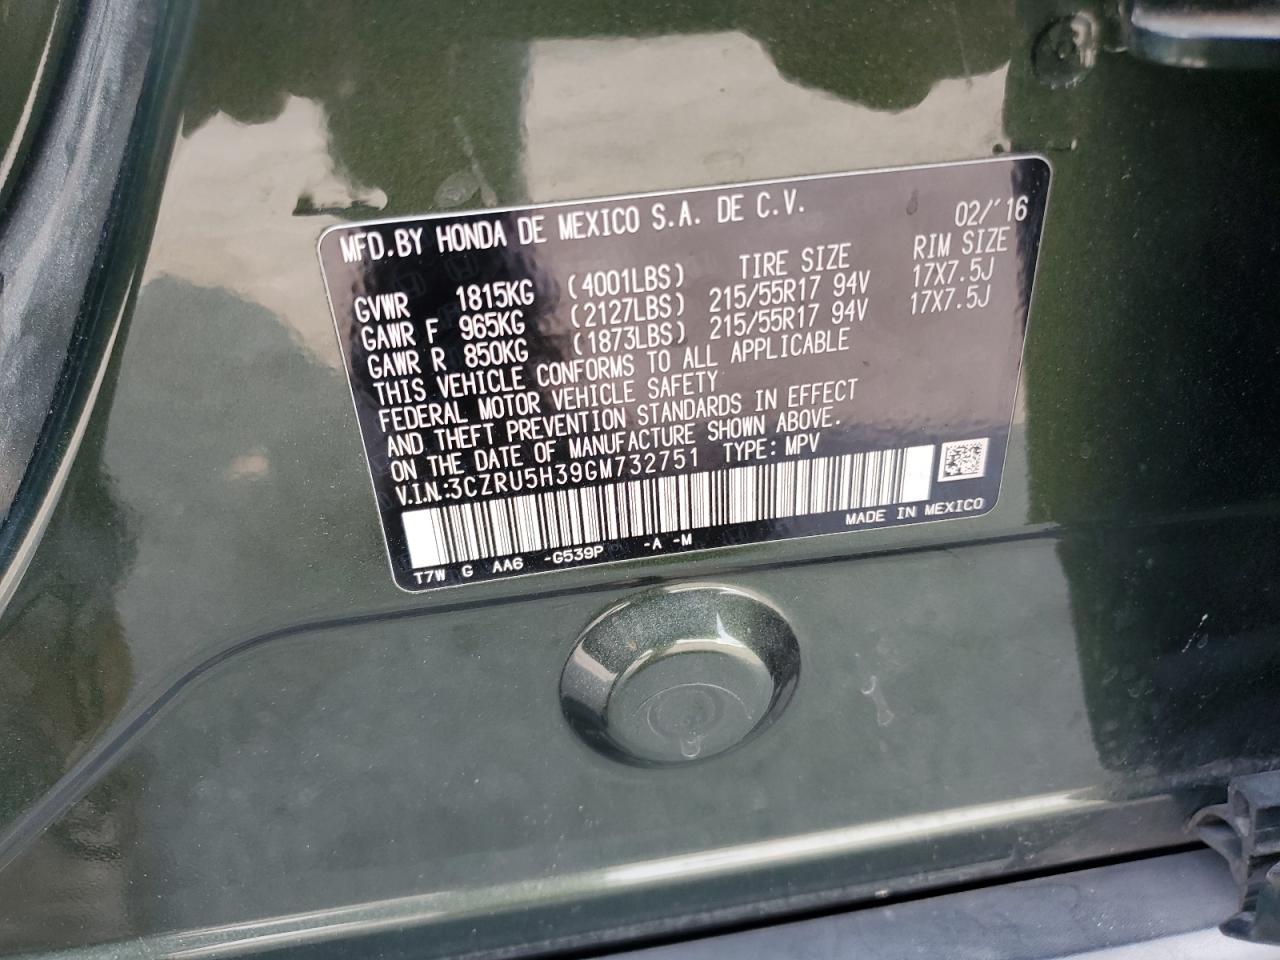 MFD.BY HONDA DE MEXICO S.A. DE C.V. 02/'16
TIRE SIZE RIM SIZE
GVWR 1815KG (4001LBS)
GAWR F 965KG (2127LBS) 215/55R17 94V 17X7.5J
GAWR R 850KG (1873LBS) 215/55R17 94V 17X7.5J
THIS VEHICLE CONFORMS TO ALL APPLICABLE
FEDERAL MOTOR VEHICLE SAFETY
AND THEFT PREVENTION STANDARDS IN EFFECT
ON THE DATE OF MANUFACTURE SHOWN ABOVE.
V.I.N.:3CZRU5H39GM732751 TYPE: MPV
MADE IN MEXICO
T7W G AA6 -G539P -A -M